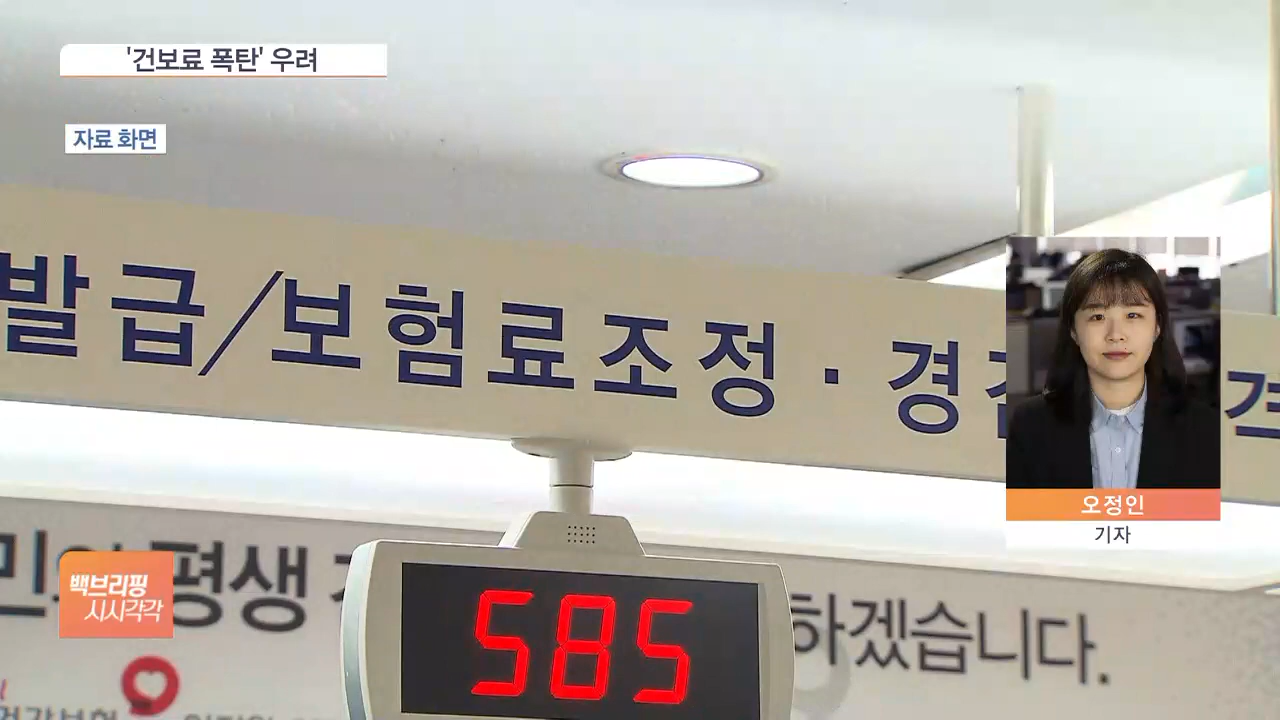 '건보료 폭탄' 우려
자료 화면
발급/보험료조정 · 경
오정인
기자
백브리핑
시시각각
평생
하겠습니다.
585